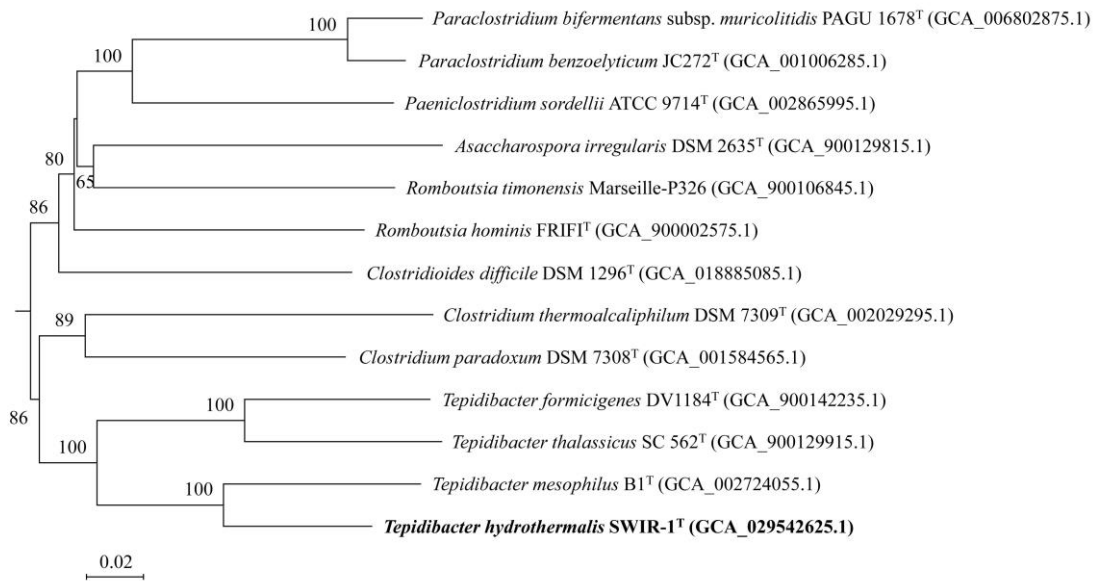 Paraclostridium bifermentans subsp. muricolitidis PAGU 1678ᵀ (GCA_006802875.1)
100
100
Paraclostridium benzoelyticum JC272ᵀ (GCA_001006285.1)
Paeniclostridium sordellii ATCC 9714ᵀ (GCA_002865995.1)
Asaccharospora irregularis DSM 2635ᵀ (GCA_900129815.1)
80
65
Romboutsia timonensis Marseille-P326 (GCA_900106845.1)
86
Romboutsia hominis FRIFIᵀ (GCA_900002575.1)
Clostridioides difficile DSM 1296ᵀ (GCA_018885085.1)
89
Clostridium thermoalcaliphilum DSM 7309ᵀ (GCA_002029295.1)
Clostridium paradoxum DSM 7308ᵀ (GCA_001584565.1)
86
100
Tepidibacter formicigenes DV1184ᵀ (GCA_900142235.1)
100
Tepidibacter thalassicus SC 562ᵀ (GCA_900129915.1)
100
Tepidibacter mesophilus B1ᵀ (GCA_002724055.1)
Tepidibacter hydrothermalis SWIR-1ᵀ (GCA_029542625.1)
0.02